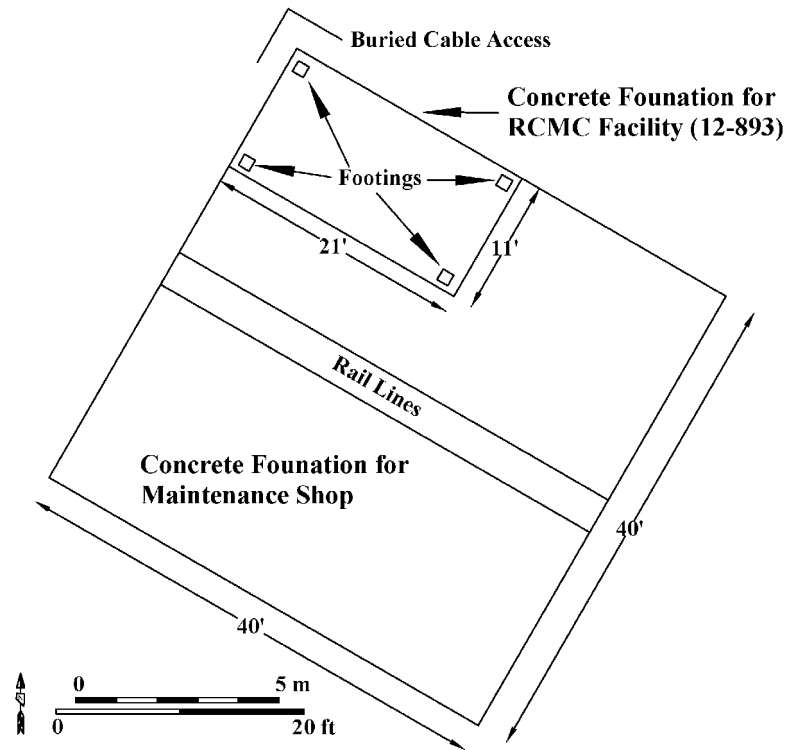 Buried Cable Access
Concrete Founation for
RCMC Facility (12-893)
Footings
21'
11'
Rail Lines
Concrete Founation for
Maintenance Shop
40'
40'
0 5 m
0 20 ft